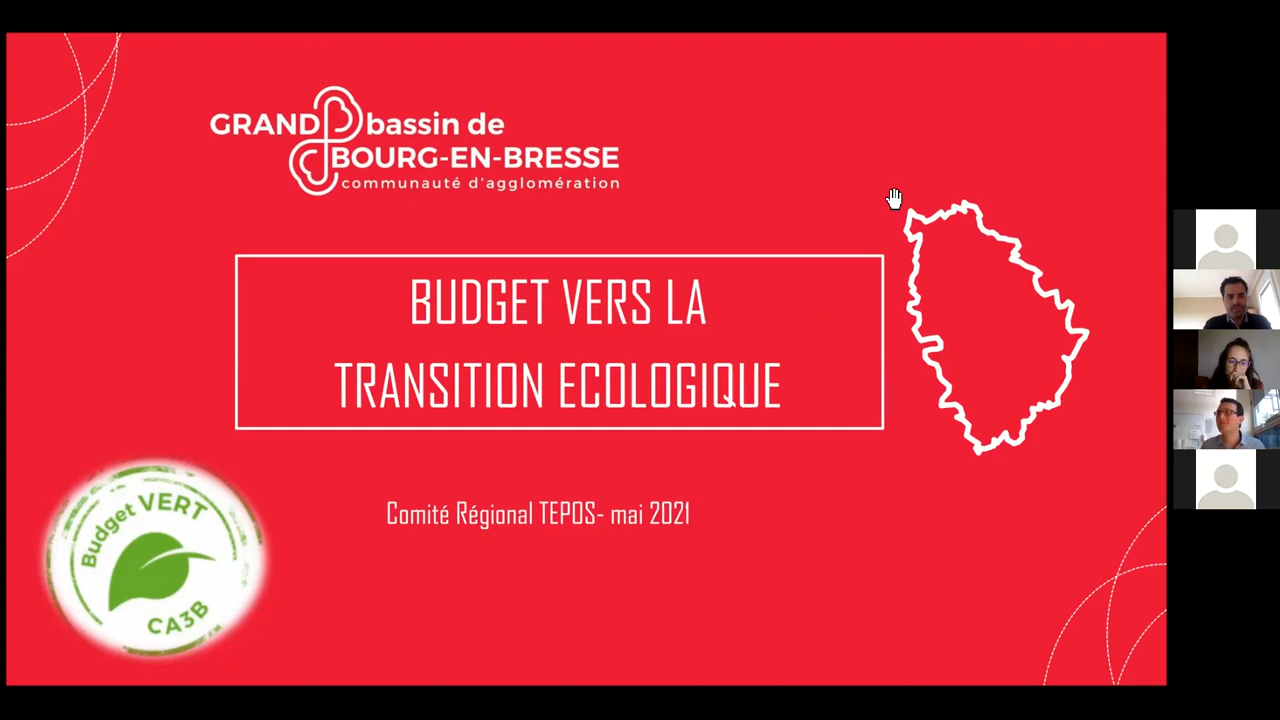 GRAND bassin de
BOURG-EN-BRESSE
communauté d'agglomération
BUDGET VERS LA
TRANSITION ECOLOGIQUE
Comité Régional TEPOS- mai 2021
Budget VERT
CA3B